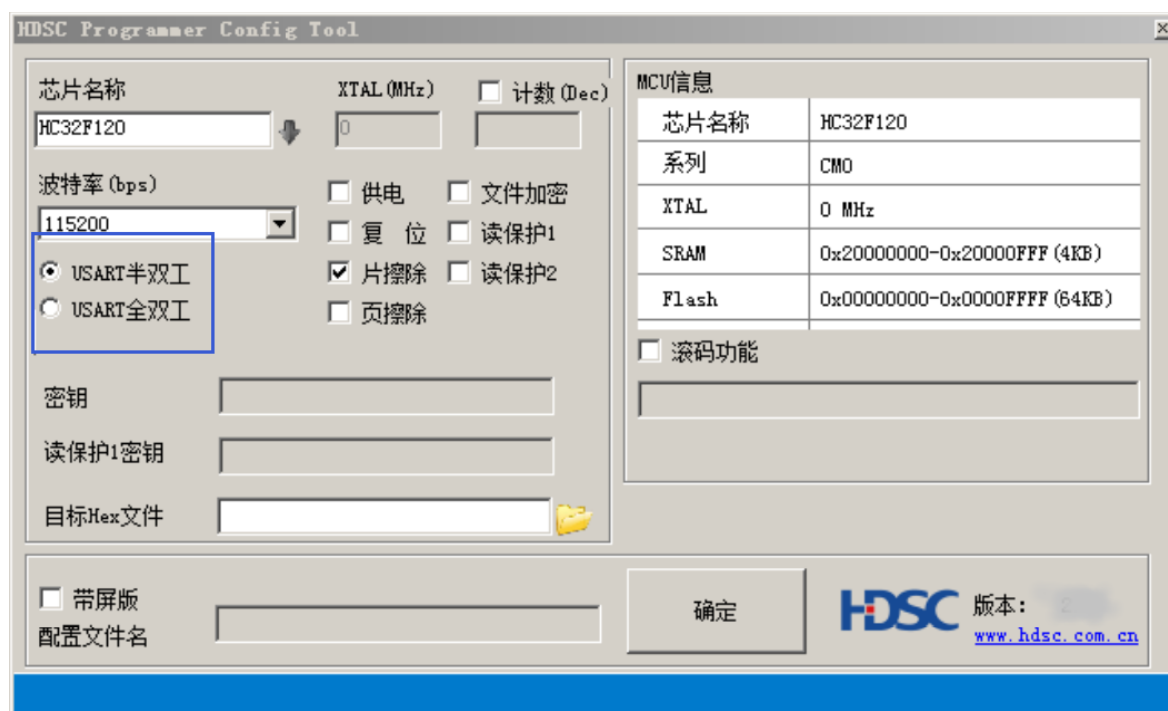 HDSC Programmer Config Tool
芯片名称
XTAL(MHz)
计数(Dec)
HC32F120
0
波特率(bps)
115200
供电
文件加密
复 位
读保护1
USART半双工
片擦除
读保护2
USART全双工
页擦除
密钥
读保护1密钥
目标Hex文件
MCU信息
芯片名称 HC32F120
系列 CM0
XTAL 0 MHz
SRAM 0x20000000-0x20000FFF(4KB)
Flash 0x00000000-0x0000FFFF(64KB)
滚码功能
带屏版
配置文件名
确定
HDSC
版本:
www.hdsc.com.cn